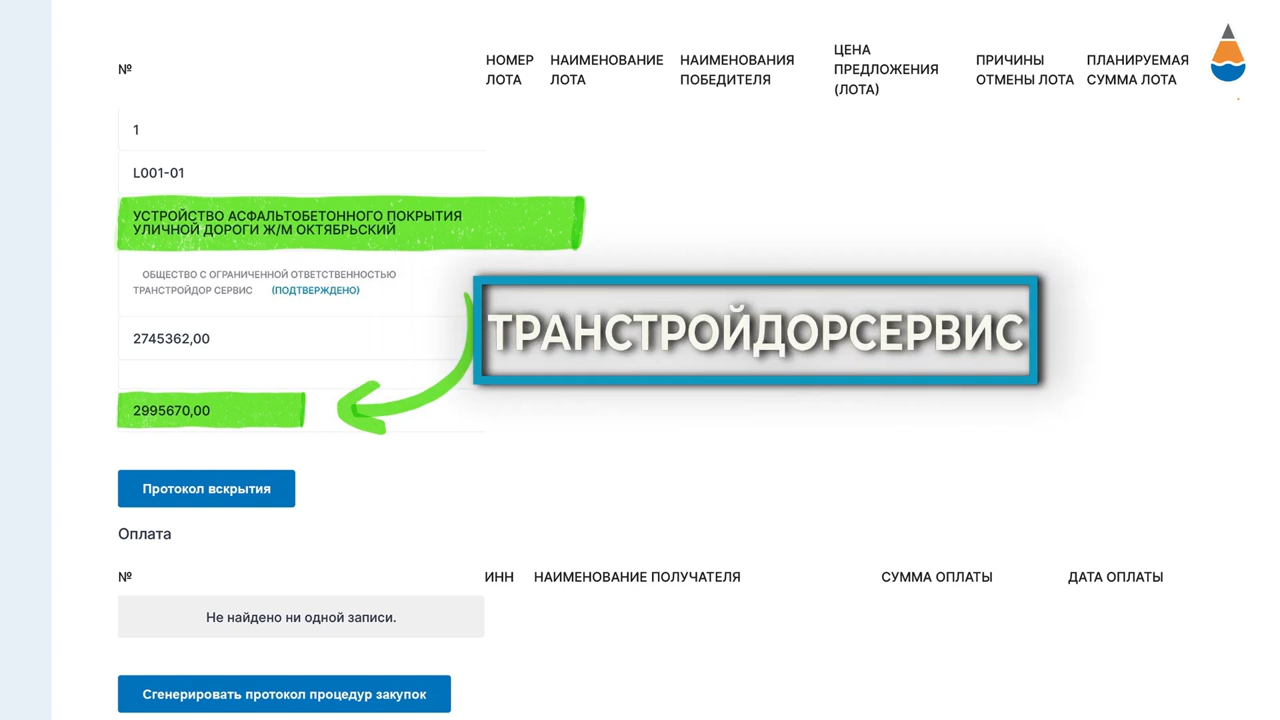 №
НОМЕР
ЛОТА
НАИМЕНОВАНИЕ
ЛОТА
НАИМЕНОВАНИЯ
ПОБЕДИТЕЛЯ
ЦЕНА
ПРЕДЛОЖЕНИЯ
(ЛОТА)
ПРИЧИНЫ
ОТМЕНЫ ЛОТА
ПЛАНИРУЕМАЯ
СУММА ЛОТА
1
L001-01
УСТРОЙСТВО АСФАЛЬТОБЕТОННОГО ПОКРЫТИЯ
УЛИЧНОЙ ДОРОГИ Ж/М ОКТЯБРЬСКИЙ
ОБЩЕСТВО С ОГРАНИЧЕННОЙ ОТВЕТСТВЕННОСТЬЮ
ТРАНСТРОЙДОР СЕРВИС (ПОДТВЕРЖДЕНО)
ТРАНСТРОЙДОРСЕРВИС
2745362,00
2995670,00
Протокол вскрытия
Оплата
№
ИНН
НАИМЕНОВАНИЕ ПОЛУЧАТЕЛЯ
СУММА ОПЛАТЫ
ДАТА ОПЛАТЫ
Не найдено ни одной записи.
Сгенерировать протокол процедур закупок